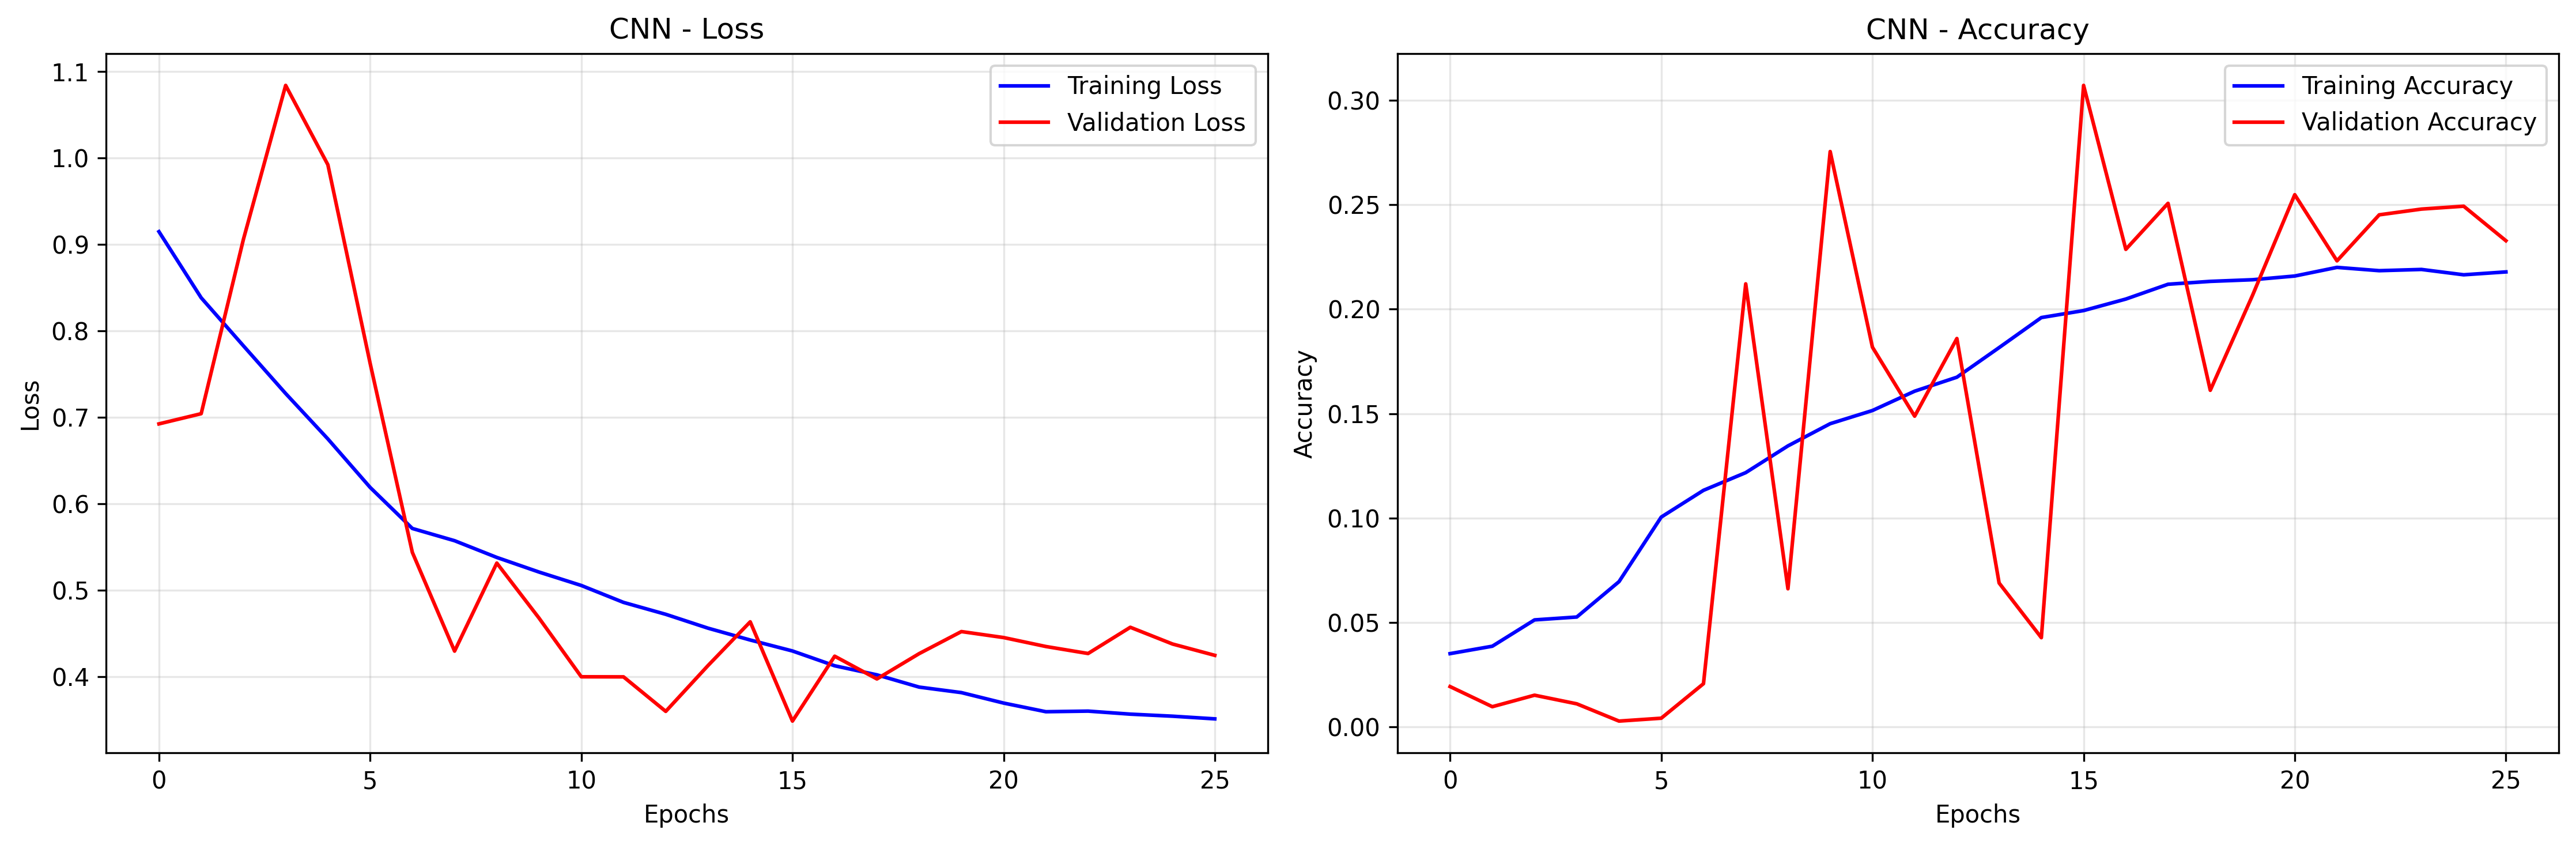 CNN - Loss
1.1
1.0
0.9
0.8
0.7
0.6
0.5
0.4
Loss
0 5 10 15 20 25
Epochs
Training Loss
Validation Loss
CNN - Accuracy
0.30
0.25
0.20
0.15
0.10
0.05
0.00
Accuracy
0 5 10 15 20 25
Epochs
Training Accuracy
Validation Accuracy